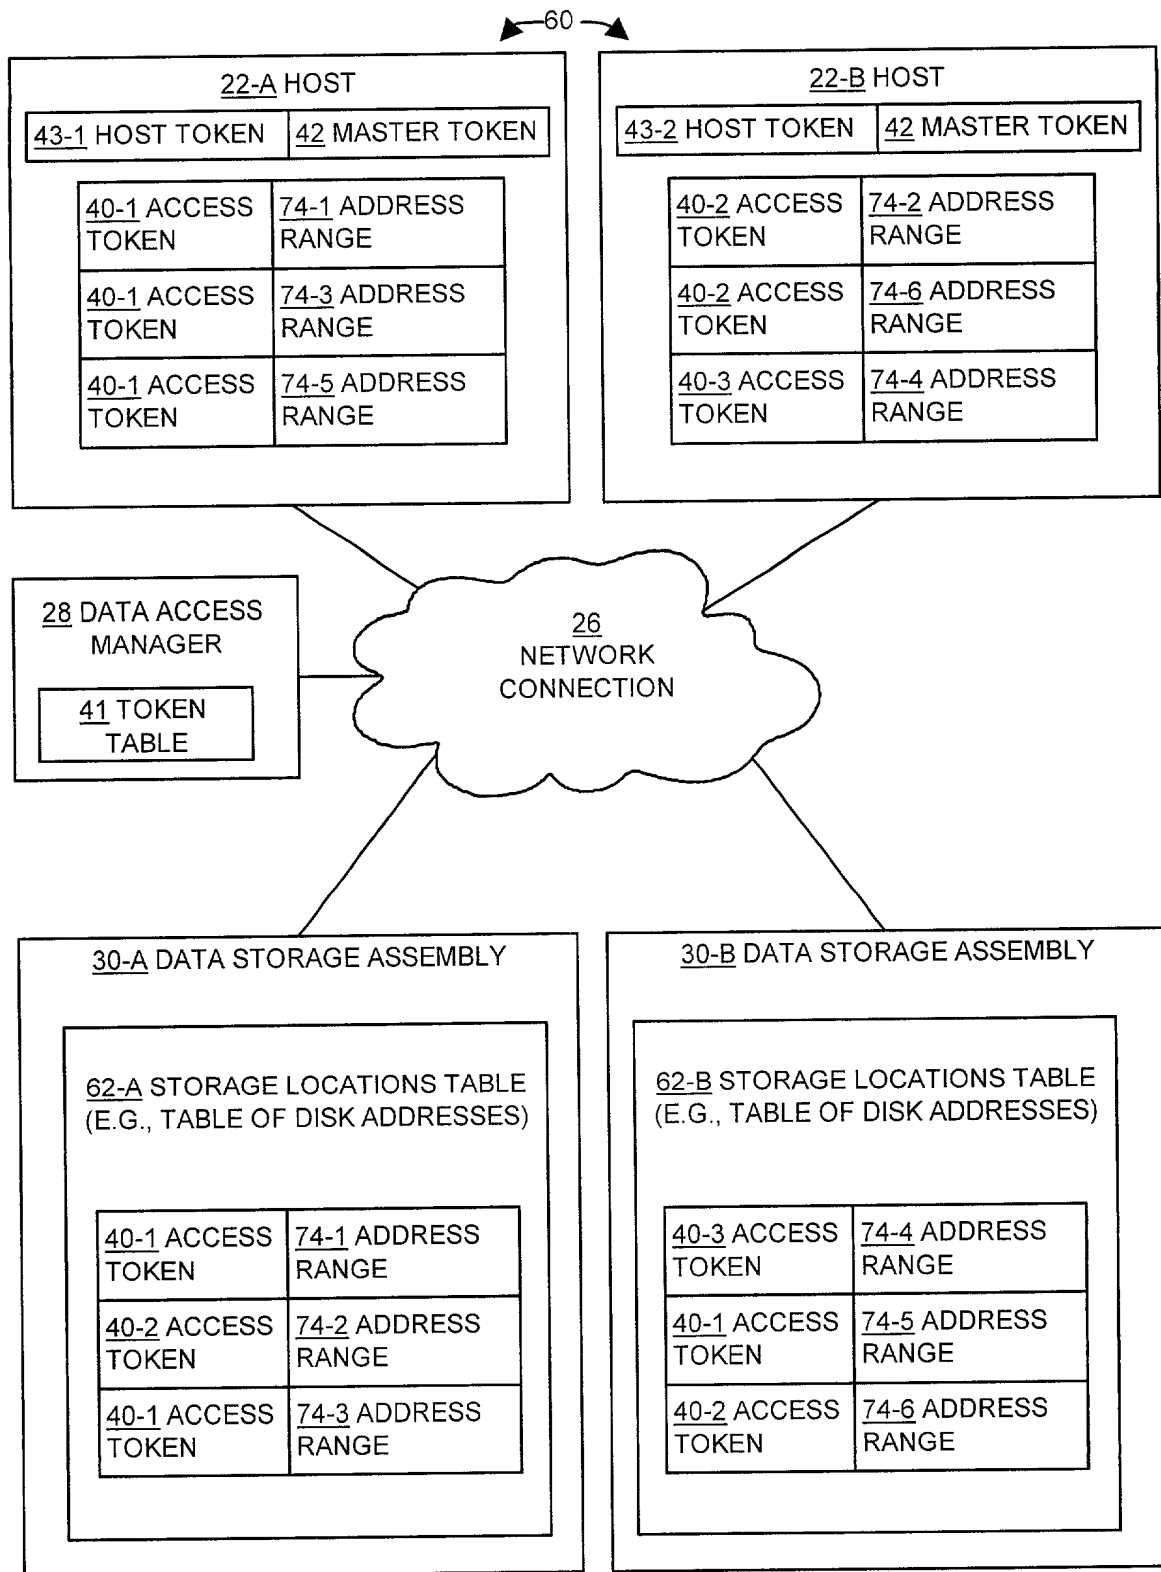 60
22-A HOST
43-1 HOST TOKEN
42 MASTER TOKEN
40-1 ACCESS
TOKEN
74-1 ADDRESS
RANGE
40-1 ACCESS
TOKEN
74-3 ADDRESS
RANGE
40-1 ACCESS
TOKEN
74-5 ADDRESS
RANGE
22-B HOST
43-2 HOST TOKEN
42 MASTER TOKEN
40-2 ACCESS
TOKEN
74-2 ADDRESS
RANGE
40-2 ACCESS
TOKEN
74-6 ADDRESS
RANGE
40-3 ACCESS
TOKEN
74-4 ADDRESS
RANGE
28 DATA ACCESS
MANAGER
41 TOKEN
TABLE
26
NETWORK
CONNECTION
30-A DATA STORAGE ASSEMBLY
62-A STORAGE LOCATIONS TABLE
(E.G., TABLE OF DISK ADDRESSES)
40-1 ACCESS
TOKEN
74-1 ADDRESS
RANGE
40-2 ACCESS
TOKEN
74-2 ADDRESS
RANGE
40-1 ACCESS
TOKEN
74-3 ADDRESS
RANGE
30-B DATA STORAGE ASSEMBLY
62-B STORAGE LOCATIONS TABLE
(E.G., TABLE OF DISK ADDRESSES)
40-3 ACCESS
TOKEN
74-4 ADDRESS
RANGE
40-1 ACCESS
TOKEN
74-5 ADDRESS
RANGE
40-2 ACCESS
TOKEN
74-6 ADDRESS
RANGE